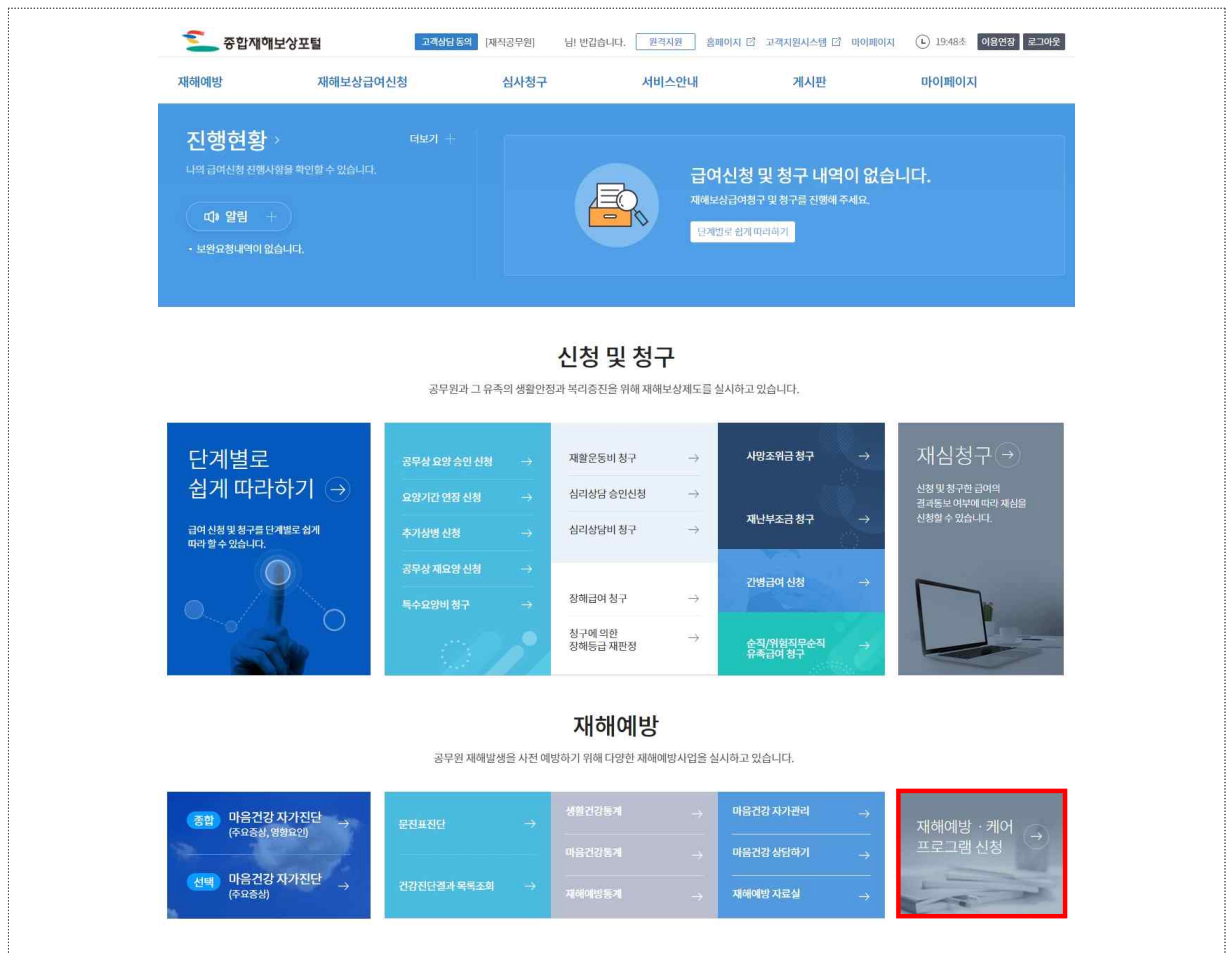 종합재해보상포털
고객상담 동의 [재직공무원] 님! 반갑습니다. 원격지원 홈페이지 고객지원시스템 마이페이지 19:48초 이용연장 로그아웃
재해예방 재해보상급여신청 심사청구 서비스안내 게시판 마이페이지
진행현황 > 더보기 +
나의 급여신청 진행사항을 확인할 수 있습니다.
알림 +
• 보완요청내역이 없습니다.
급여신청 및 청구 내역이 없습니다.
재해보상급여청구 및 청구를 진행해 주세요.
단계별로 쉽게 따라하기
신청 및 청구
공무원과 그 유족의 생활안정과 복리증진을 위해 재해보상제도를 실시하고 있습니다.
단계별로
쉽게 따라하기 →
급여 신청 및 청구를 단계별로 쉽게
따라 할 수 있습니다.
공무상 요양 승인 신청 →
요양기간 연장 신청 →
추가상병 신청 →
공무상 재요양 신청 →
특수요양비 청구 →
재활운동비 청구 →
심리상담 승인신청 →
심리상담비 청구 →
장해급여 청구 →
청구에 의한
장해등급 재판정 →
사망조위금 청구 →
재난부조금 청구 →
간병급여 신청 →
순직/위험직무순직
유족급여 청구 →
재심청구 →
신청 및 청구한 급여의
결과통보 여부에 따라 재심을
신청할 수 있습니다.
재해예방
공무원 재해발생을 사전 예방하기 위해 다양한 재해예방사업을 실시하고 있습니다.
종합 마음건강 자가진단 →
(주요증상, 영향요인)
선택 마음건강 자가진단 →
(주요증상)
문진표진단 →
건강진단결과 목록조회 →
생활건강통계 →
마음건강통계 →
재해예방통계 →
마음건강 자기관리 →
마음건강 상담하기 →
재해예방 자료실 →
재해예방 · 케어
프로그램 신청 →